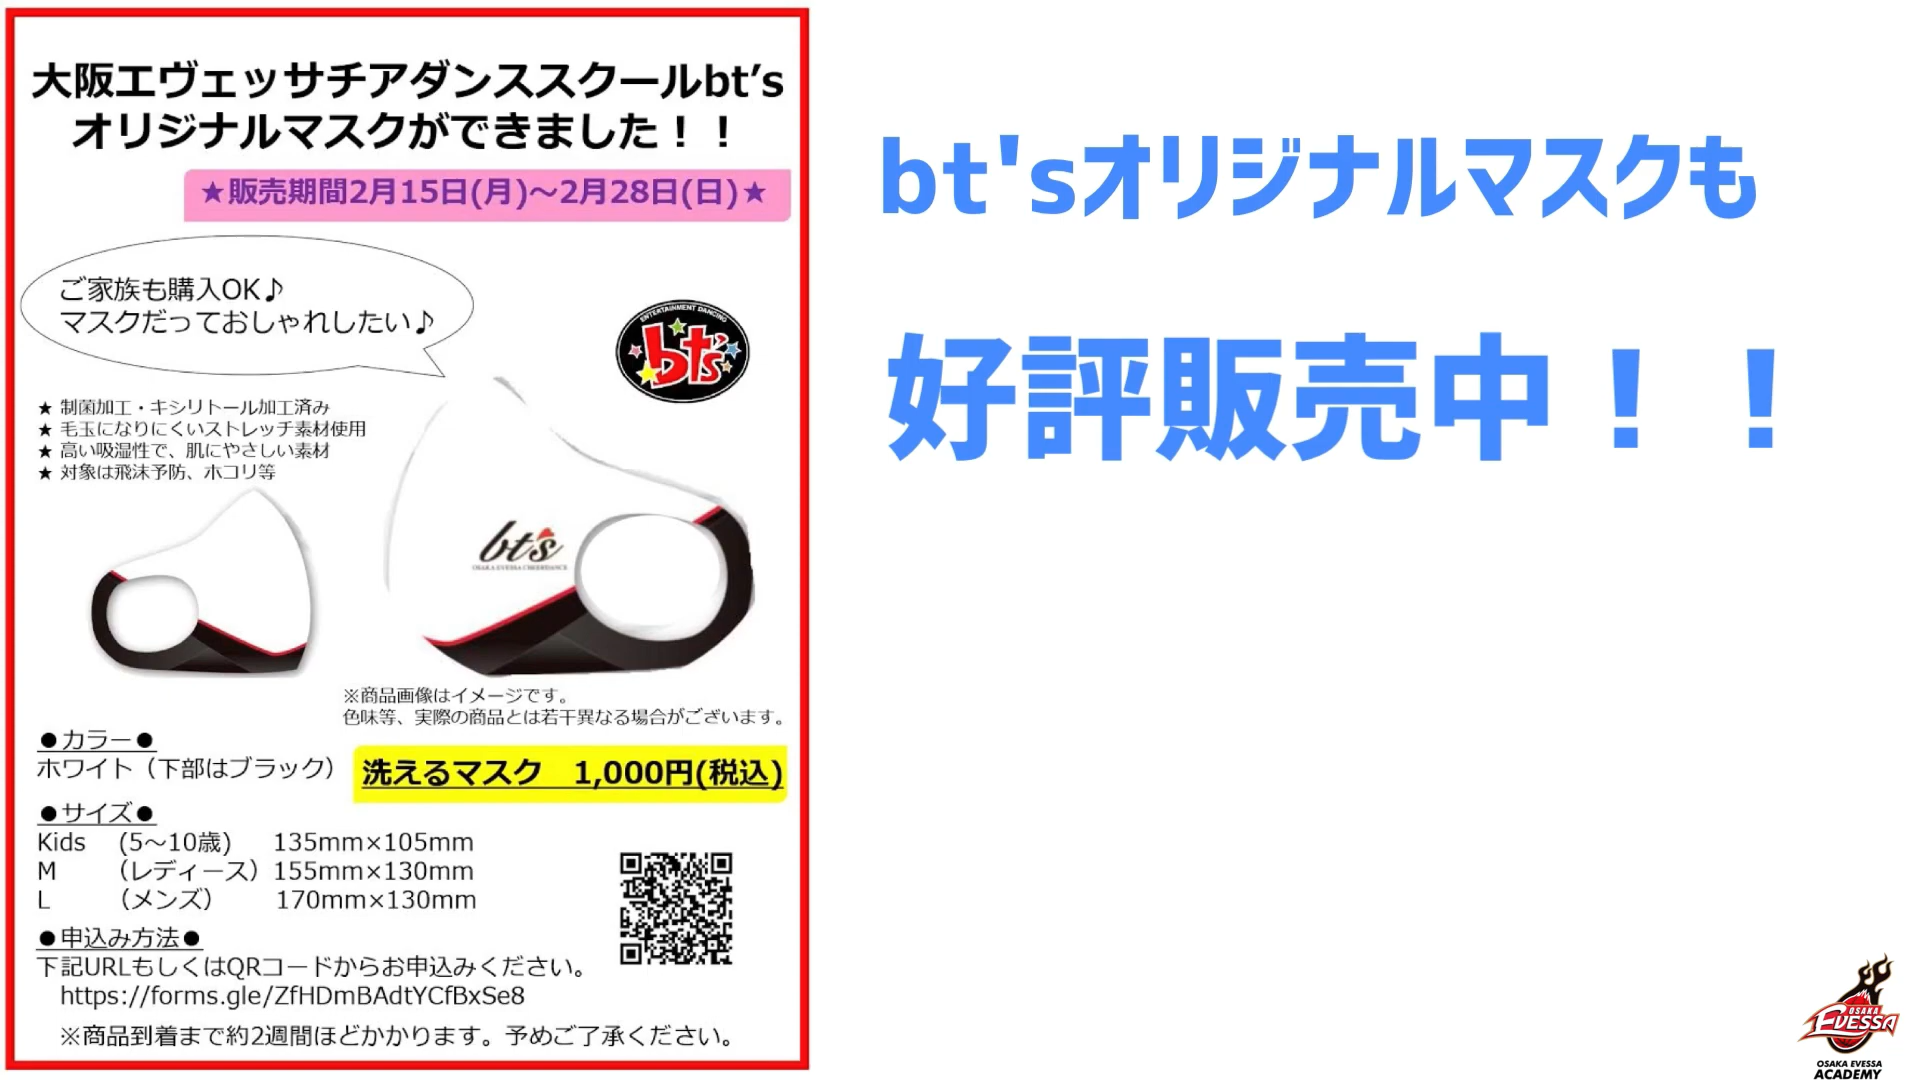 大阪エヴェッサチアダンススクールbt’s
オリジナルマスクができました！！
★販売期間2月15日(月)～2月28日(日)★
ご家族も購入OK♪
マスクだっておしゃれしたい♪
ENTERTAINMENT DANCING
bt's
★ 制菌加工・キシリトール加工済み
★ 毛玉になりにくいストレッチ素材使用
★ 高い吸湿性で、肌にやさしい素材
★ 対象は飛沫予防、ホコリ等
bt's
OSAKA EVESSA CHEERDANCE
※商品画像はイメージです。
色味等、実際の商品とは若干異なる場合がございます。
●カラー●
ホワイト（下部はブラック）
洗えるマスク　1,000円(税込)
●サイズ●
Kids (5～10歳) 135mm×105mm
M （レディース）155mm×130mm
L （メンズ） 170mm×130mm
●申込み方法●
下記URLもしくはQRコードからお申込みください。
https://forms.gle/ZfHDmBAdtYCfBxSe8
※商品到着まで約2週間ほどかかります。予めご了承ください。
bt'sオリジナルマスクも
好評販売中！！
OSAKA
EVESSA
OSAKA EVESSA
ACADEMY